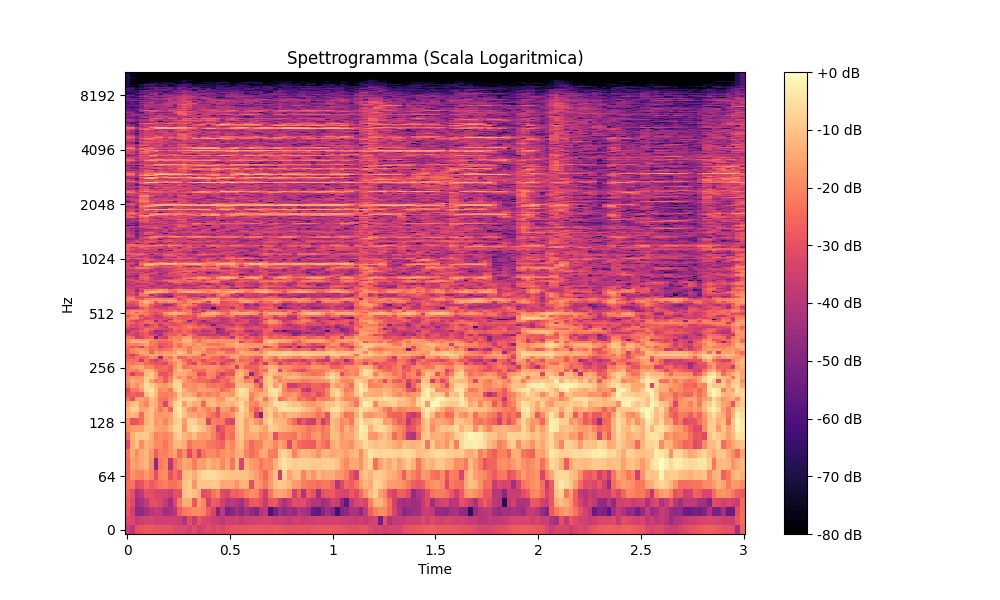 Spettrogramma (Scala Logaritmica)
Hz
8192
4096
2048
1024
512
256
128
64
0
0
0.5
1
1.5
2
2.5
3
Time
+0 dB
-10 dB
-20 dB
-30 dB
-40 dB
-50 dB
-60 dB
-70 dB
-80 dB